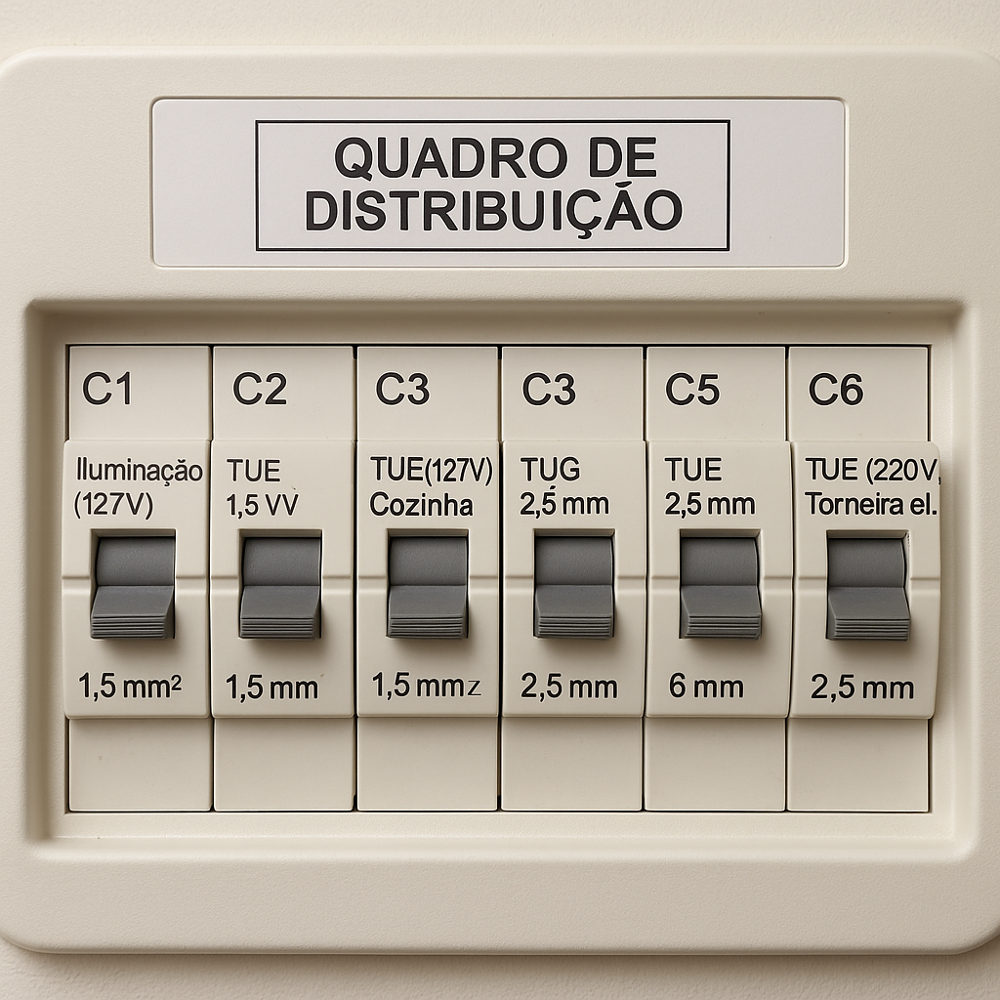 QUADRO DE
DISTRIBUIÇÃO
C1
Iluminação
(127V)
1,5 mm²
C2
TUE
1,5 VV
1,5 mm
C3
TUE(127V)
Cozinha
1,5 mmz
C3
TUG
2,5 mm
2,5 mm
C5
TUE
2,5 mm
6 mm
C6
TUE (220V,
Torneira el.
2,5 mm